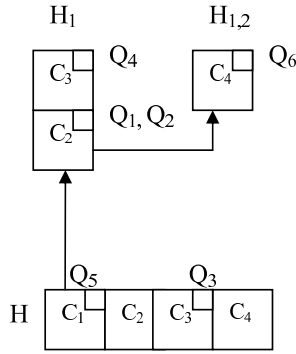 H₁ H₁,₂
C₃ Q₄ C₄ Q₆
C₂ Q₁, Q₂
Q₅ Q₃
H C₁ C₂ C₃ C₄